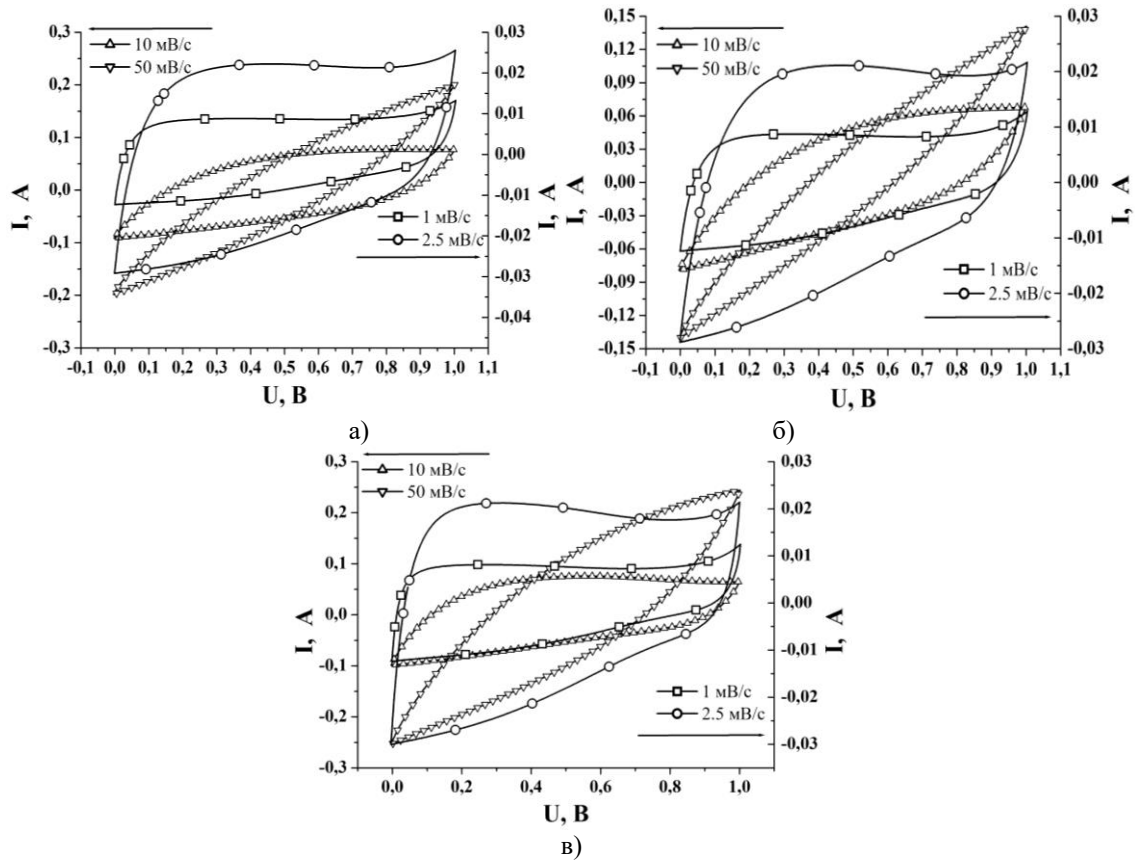 0,3
0,2
0,1
0,0
-0,1
-0,2
-0,3
I, A
10 мВ/с
50 мВ/с
1 мВ/с
2.5 мВ/с
0,03
0,02
0,01
0,00
-0,01
-0,02
-0,03
-0,04
I, A
-0,1 0,0 0,1 0,2 0,3 0,4 0,5 0,6 0,7 0,8 0,9 1,0 1,1
U, В
а)
0,15
0,12
0,09
0,06
0,03
0,00
-0,03
-0,06
-0,09
-0,12
-0,15
I, A
10 мВ/с
50 мВ/с
1 мВ/с
2.5 мВ/с
0,03
0,02
0,01
0,00
-0,01
-0,02
-0,03
I, A
-0,1 0,0 0,1 0,2 0,3 0,4 0,5 0,6 0,7 0,8 0,9 1,0 1,1
U, В
б)
0,3
0,2
0,1
0,0
-0,1
-0,2
-0,3
I, A
10 мВ/с
50 мВ/с
1 мВ/с
2.5 мВ/с
0,03
0,02
0,01
0,00
-0,01
-0,02
-0,03
I, A
0,0 0,2 0,4 0,6 0,8 1,0
U, В
в)